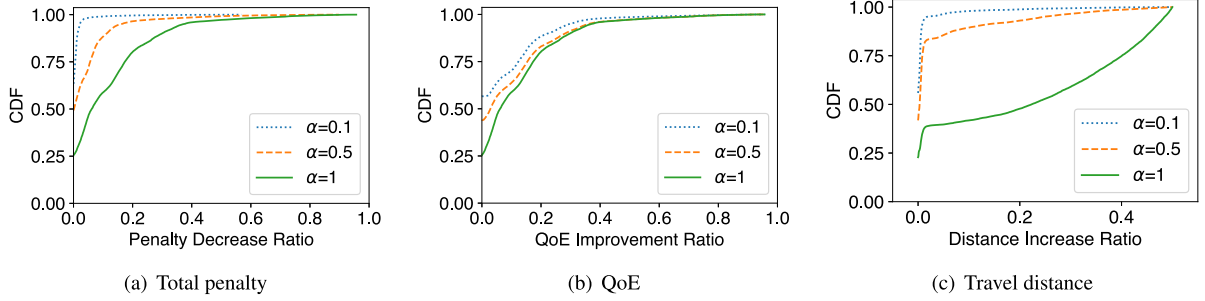 1.00
0.75
0.50
0.25
0.00
CDF
α=0.1
α=0.5
α=1
0.0 0.2 0.4 0.6 0.8 1.0
Penalty Decrease Ratio
(a) Total penalty
1.00
0.75
0.50
0.25
0.00
CDF
α=0.1
α=0.5
α=1
0.0 0.2 0.4 0.6 0.8 1.0
QoE Improvement Ratio
(b) QoE
1.00
0.75
0.50
0.25
0.00
CDF
α=0.1
α=0.5
α=1
0.0 0.2 0.4
Distance Increase Ratio
(c) Travel distance